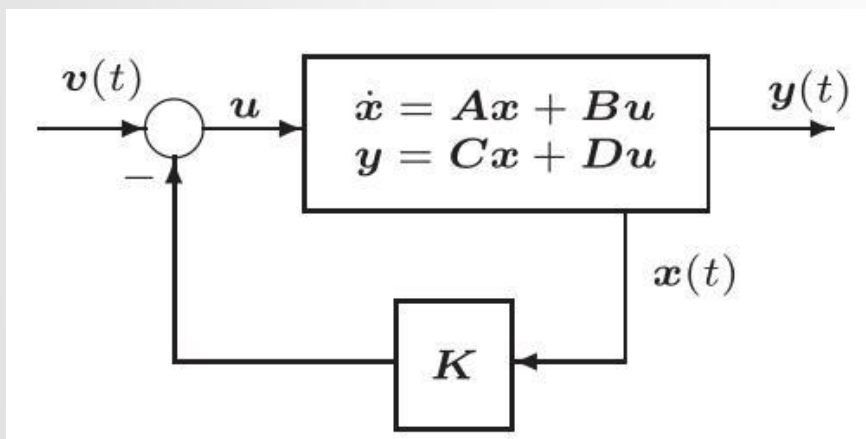 v(t)
u
ẋ = Ax + Bu
y = Cx + Du
y(t)
−
x(t)
K